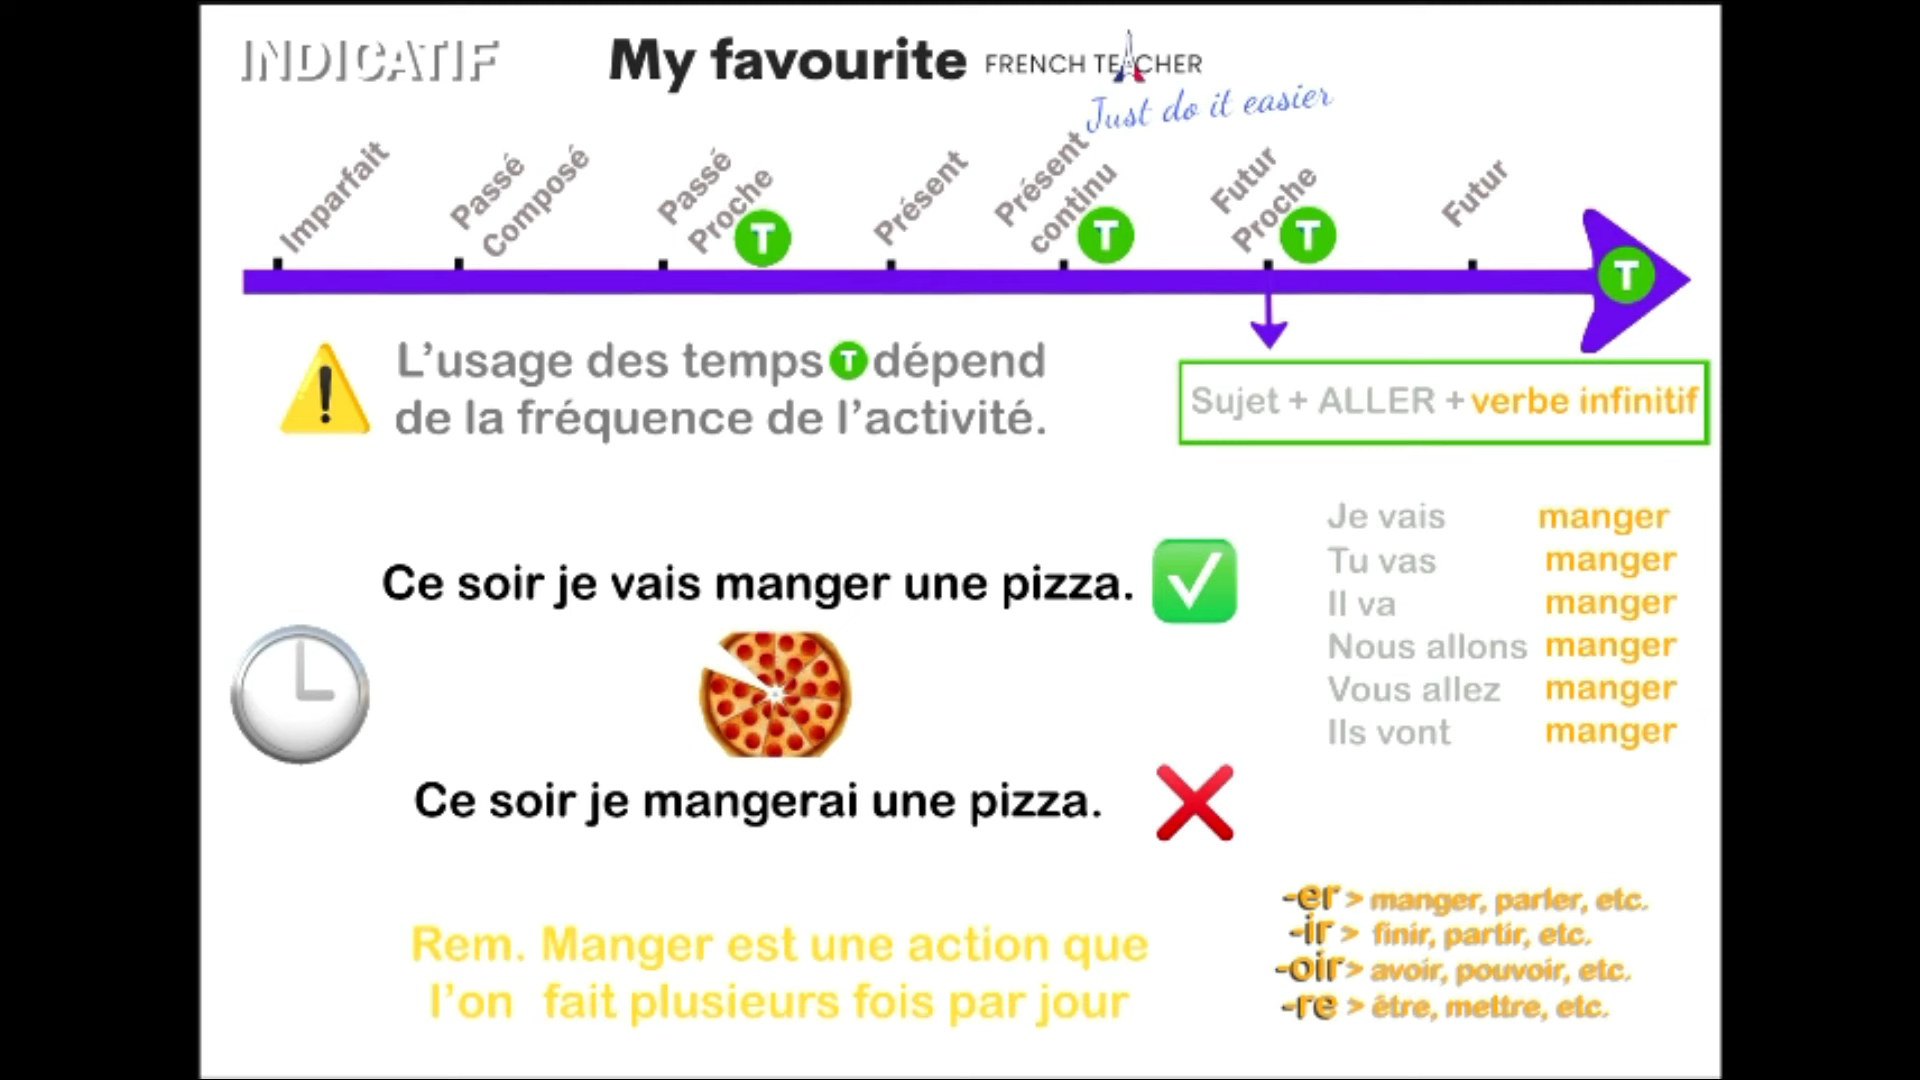 INDICATIF
My favourite FRENCH TEACHER
Just do it easier
Imparfait
Passé
Composé
Passé
Proche
T
Présent
Présent
continu
T
Futur
Proche
T
Futur
T
L'usage des temps T dépend
de la fréquence de l'activité.
Sujet + ALLER + verbe infinitif
Je vais manger
Tu vas manger
Il va manger
Nous allons manger
Vous allez manger
Ils vont manger
Ce soir je vais manger une pizza.
Ce soir je mangerai une pizza.
Rem. Manger est une action que
l'on fait plusieurs fois par jour
-er > manger, parler, etc.
-ir > finir, partir, etc.
-oir > avoir, pouvoir, etc.
-re > être, mettre, etc.